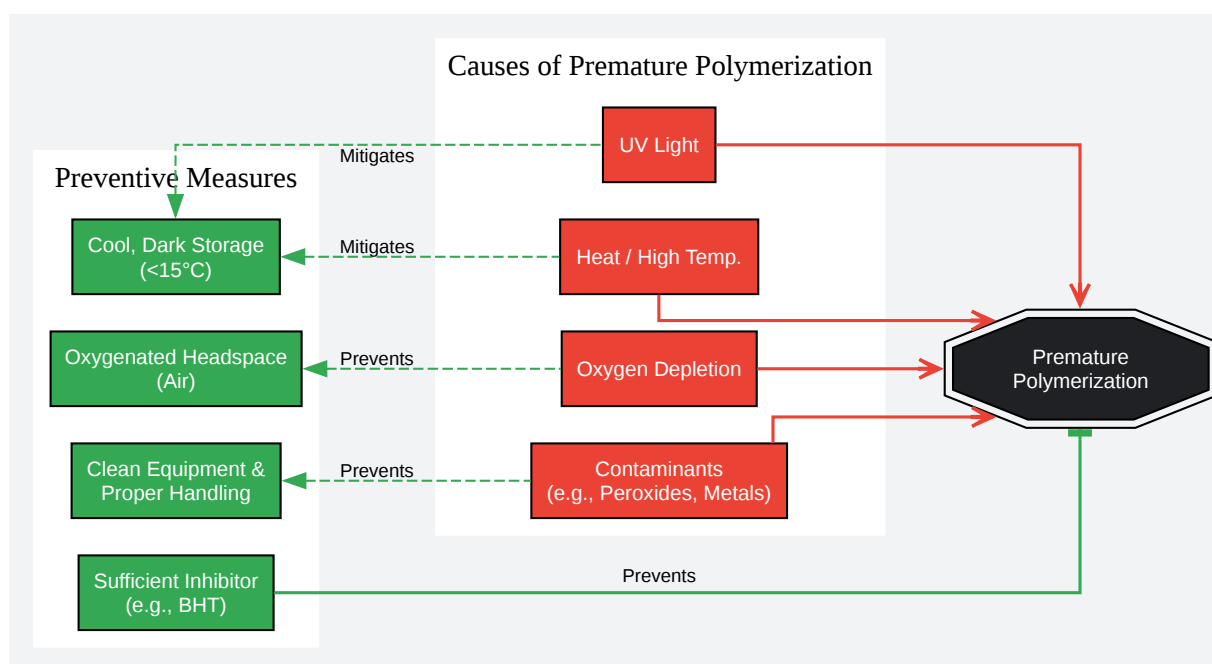 Causes of Premature Polymerization
UV Light
Mitigates
Preventive Measures
Cool, Dark Storage
(<15°C)
Mitigates
Heat / High Temp.
Oxygenated Headspace
(Air)
Prevents
Oxygen Depletion
Premature
Polymerization
Clean Equipment &
Proper Handling
Prevents
Contaminants
(e.g., Peroxides, Metals)
Sufficient Inhibitor
(e.g., BHT)
Prevents